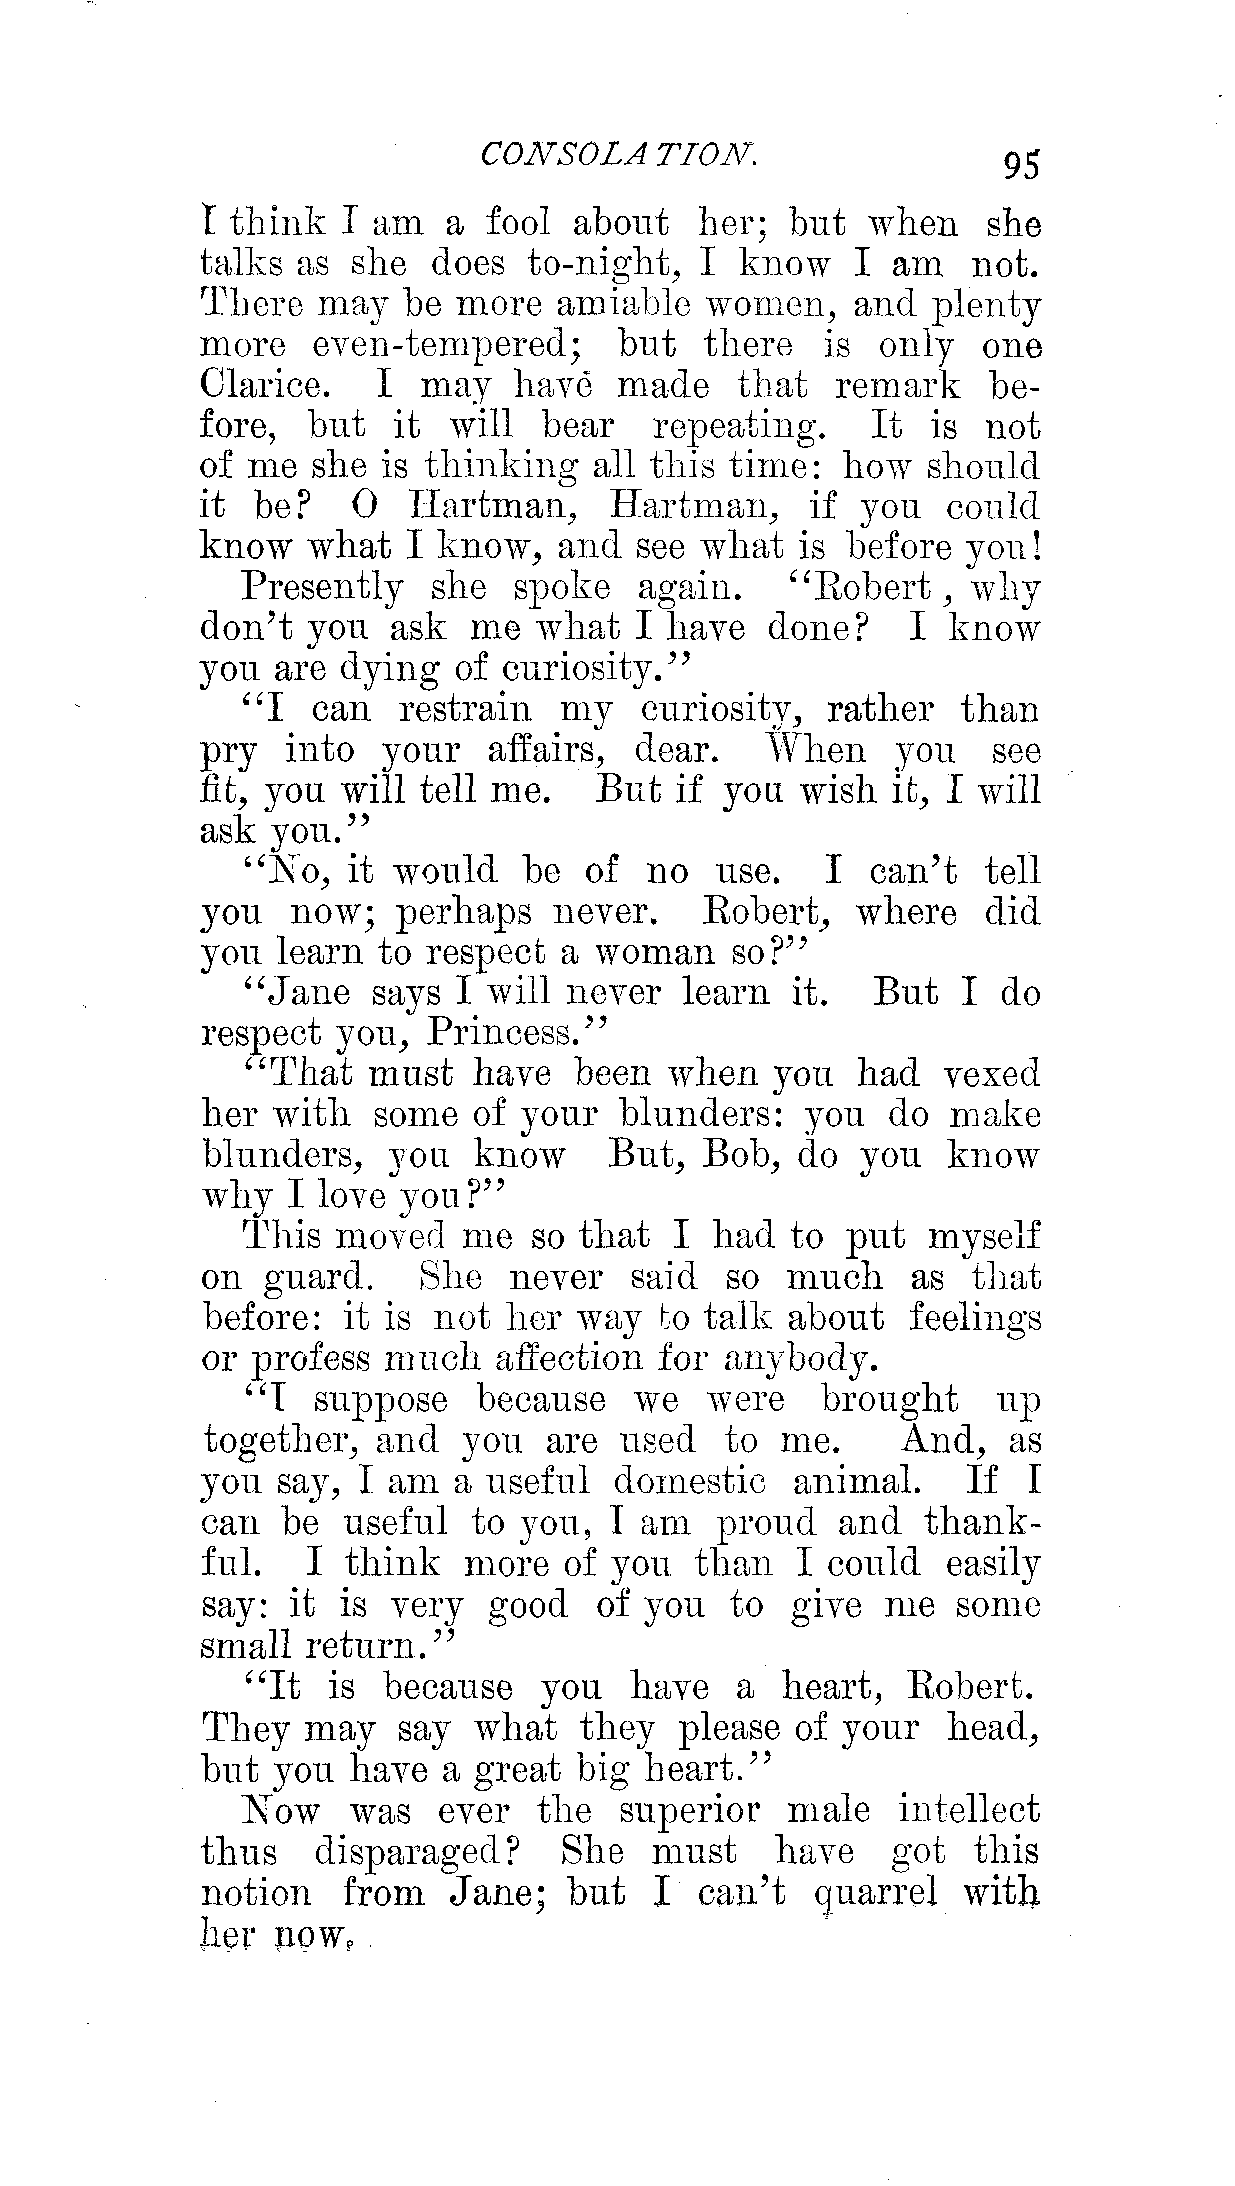 CONSOLATION. 95
I think I am a fool about her; but when she
talks as she does to-night, I know I am not.
There may be more amiable women, and plenty
more even-tempered; but there is only one
Clarice. I may have made that remark be-
fore, but it will bear repeating. It is not
of me she is thinking all this time: how should
it be? O Hartman, Hartman, if you could
know what I know, and see what is before you!
Presently she spoke again. "Robert, why
don't you ask me what I have done? I know
you are dying of curiosity."
"I can restrain my curiosity, rather than
pry into your affairs, dear. When you see
fit, you will tell me. But if you wish it, I will
ask you."
"No, it would be of no use. I can't tell
you now; perhaps never. Robert, where did
you learn to respect a woman so?"
"Jane says I will never learn it. But I do
respect you, Princess."
"That must have been when you had vexed
her with some of your blunders: you do make
blunders, you know But, Bob, do you know
why I love you?"
This moved me so that I had to put myself
on guard. She never said so much as that
before: it is not her way to talk about feelings
or profess much affection for anybody.
"I suppose because we were brought up
together, and you are used to me. And, as
you say, I am a useful domestic animal. If I
can be useful to you, I am proud and thank-
ful. I think more of you than I could easily
say: it is very good of you to give me some
small return."
"It is because you have a heart, Robert.
They may say what they please of your head,
but you have a great big heart."
Now was ever the superior male intellect
thus disparaged? She must have got this
notion from Jane; but I can't quarrel with
her now.